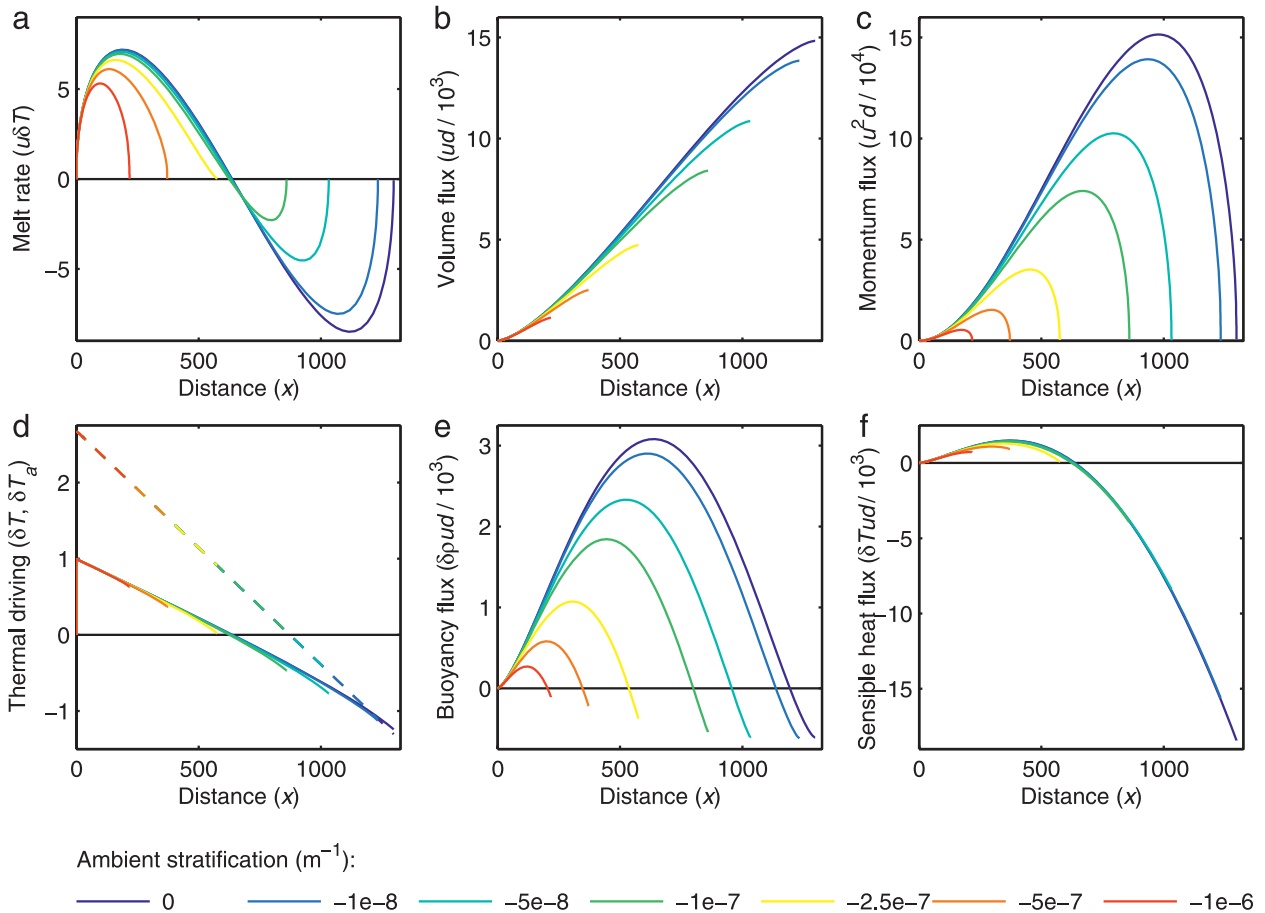 a
5
0
−5
0
500
1000
Melt rate (uδT)
Distance (x)
b
15
10
5
0
0
500
1000
Volume flux (ud / 10³)
Distance (x)
c
15
10
5
0
0
500
1000
Momentum flux (u²d / 10⁴)
Distance (x)
d
2
1
0
−1
0
500
1000
Thermal driving (δT, δTₐ)
Distance (x)
e
3
2
1
0
0
500
1000
Buoyancy flux (δρud / 10³)
Distance (x)
f
0
−5
−10
−15
0
500
1000
Sensible heat flux (δTud / 10³)
Distance (x)
Ambient stratification (m⁻¹):
0 −1e−8 −5e−8 −1e−7 −2.5e−7 −5e−7 −1e−6